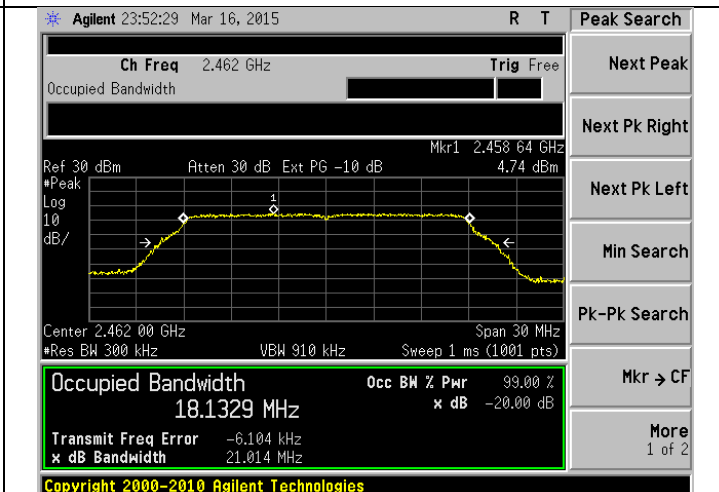 Agilent 23:52:29 Mar 16, 2015 R T Peak Search
Ch Freq 2.462 GHz Trig Free
Occupied Bandwidth
Mkr1 2.458 64 GHz
Ref 30 dBm Atten 30 dB Ext PG -10 dB 4.74 dBm
#Peak
Log
10
dB/
1
Center 2.462 00 GHz Span 30 MHz
#Res BW 300 kHz VBW 910 kHz Sweep 1 ms (1001 pts)
Occupied Bandwidth Occ BW % Pwr 99.00 %
18.1329 MHz x dB -20.00 dB
Transmit Freq Error -6.104 kHz
x dB Bandwidth 21.014 MHz
Copyright 2000-2010 Agilent Technologies
Next Peak
Next Pk Right
Next Pk Left
Min Search
Pk-Pk Search
Mkr → CF
More
1 of 2